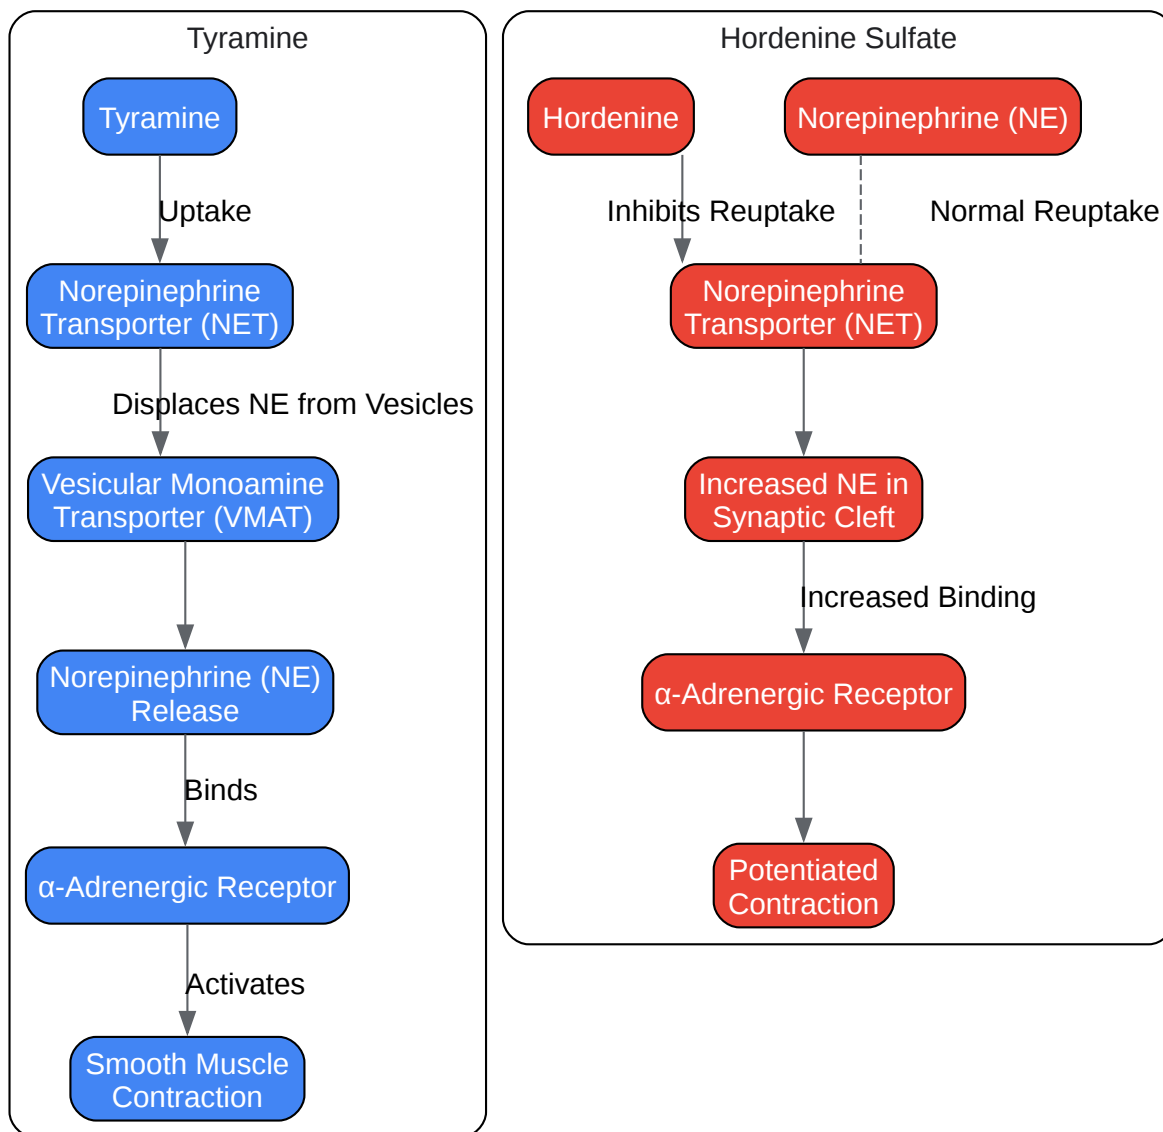 Tyramine
Tyramine
Uptake
Norepinephrine
Transporter (NET)
Displaces NE from Vesicles
Vesicular Monoamine
Transporter (VMAT)
Norepinephrine (NE)
Release
Binds
α-Adrenergic Receptor
Activates
Smooth Muscle
Contraction
Hordenine Sulfate
Hordenine
Norepinephrine (NE)
Inhibits Reuptake
Normal Reuptake
Norepinephrine
Transporter (NET)
Increased NE in
Synaptic Cleft
Increased Binding
α-Adrenergic Receptor
Potentiated
Contraction